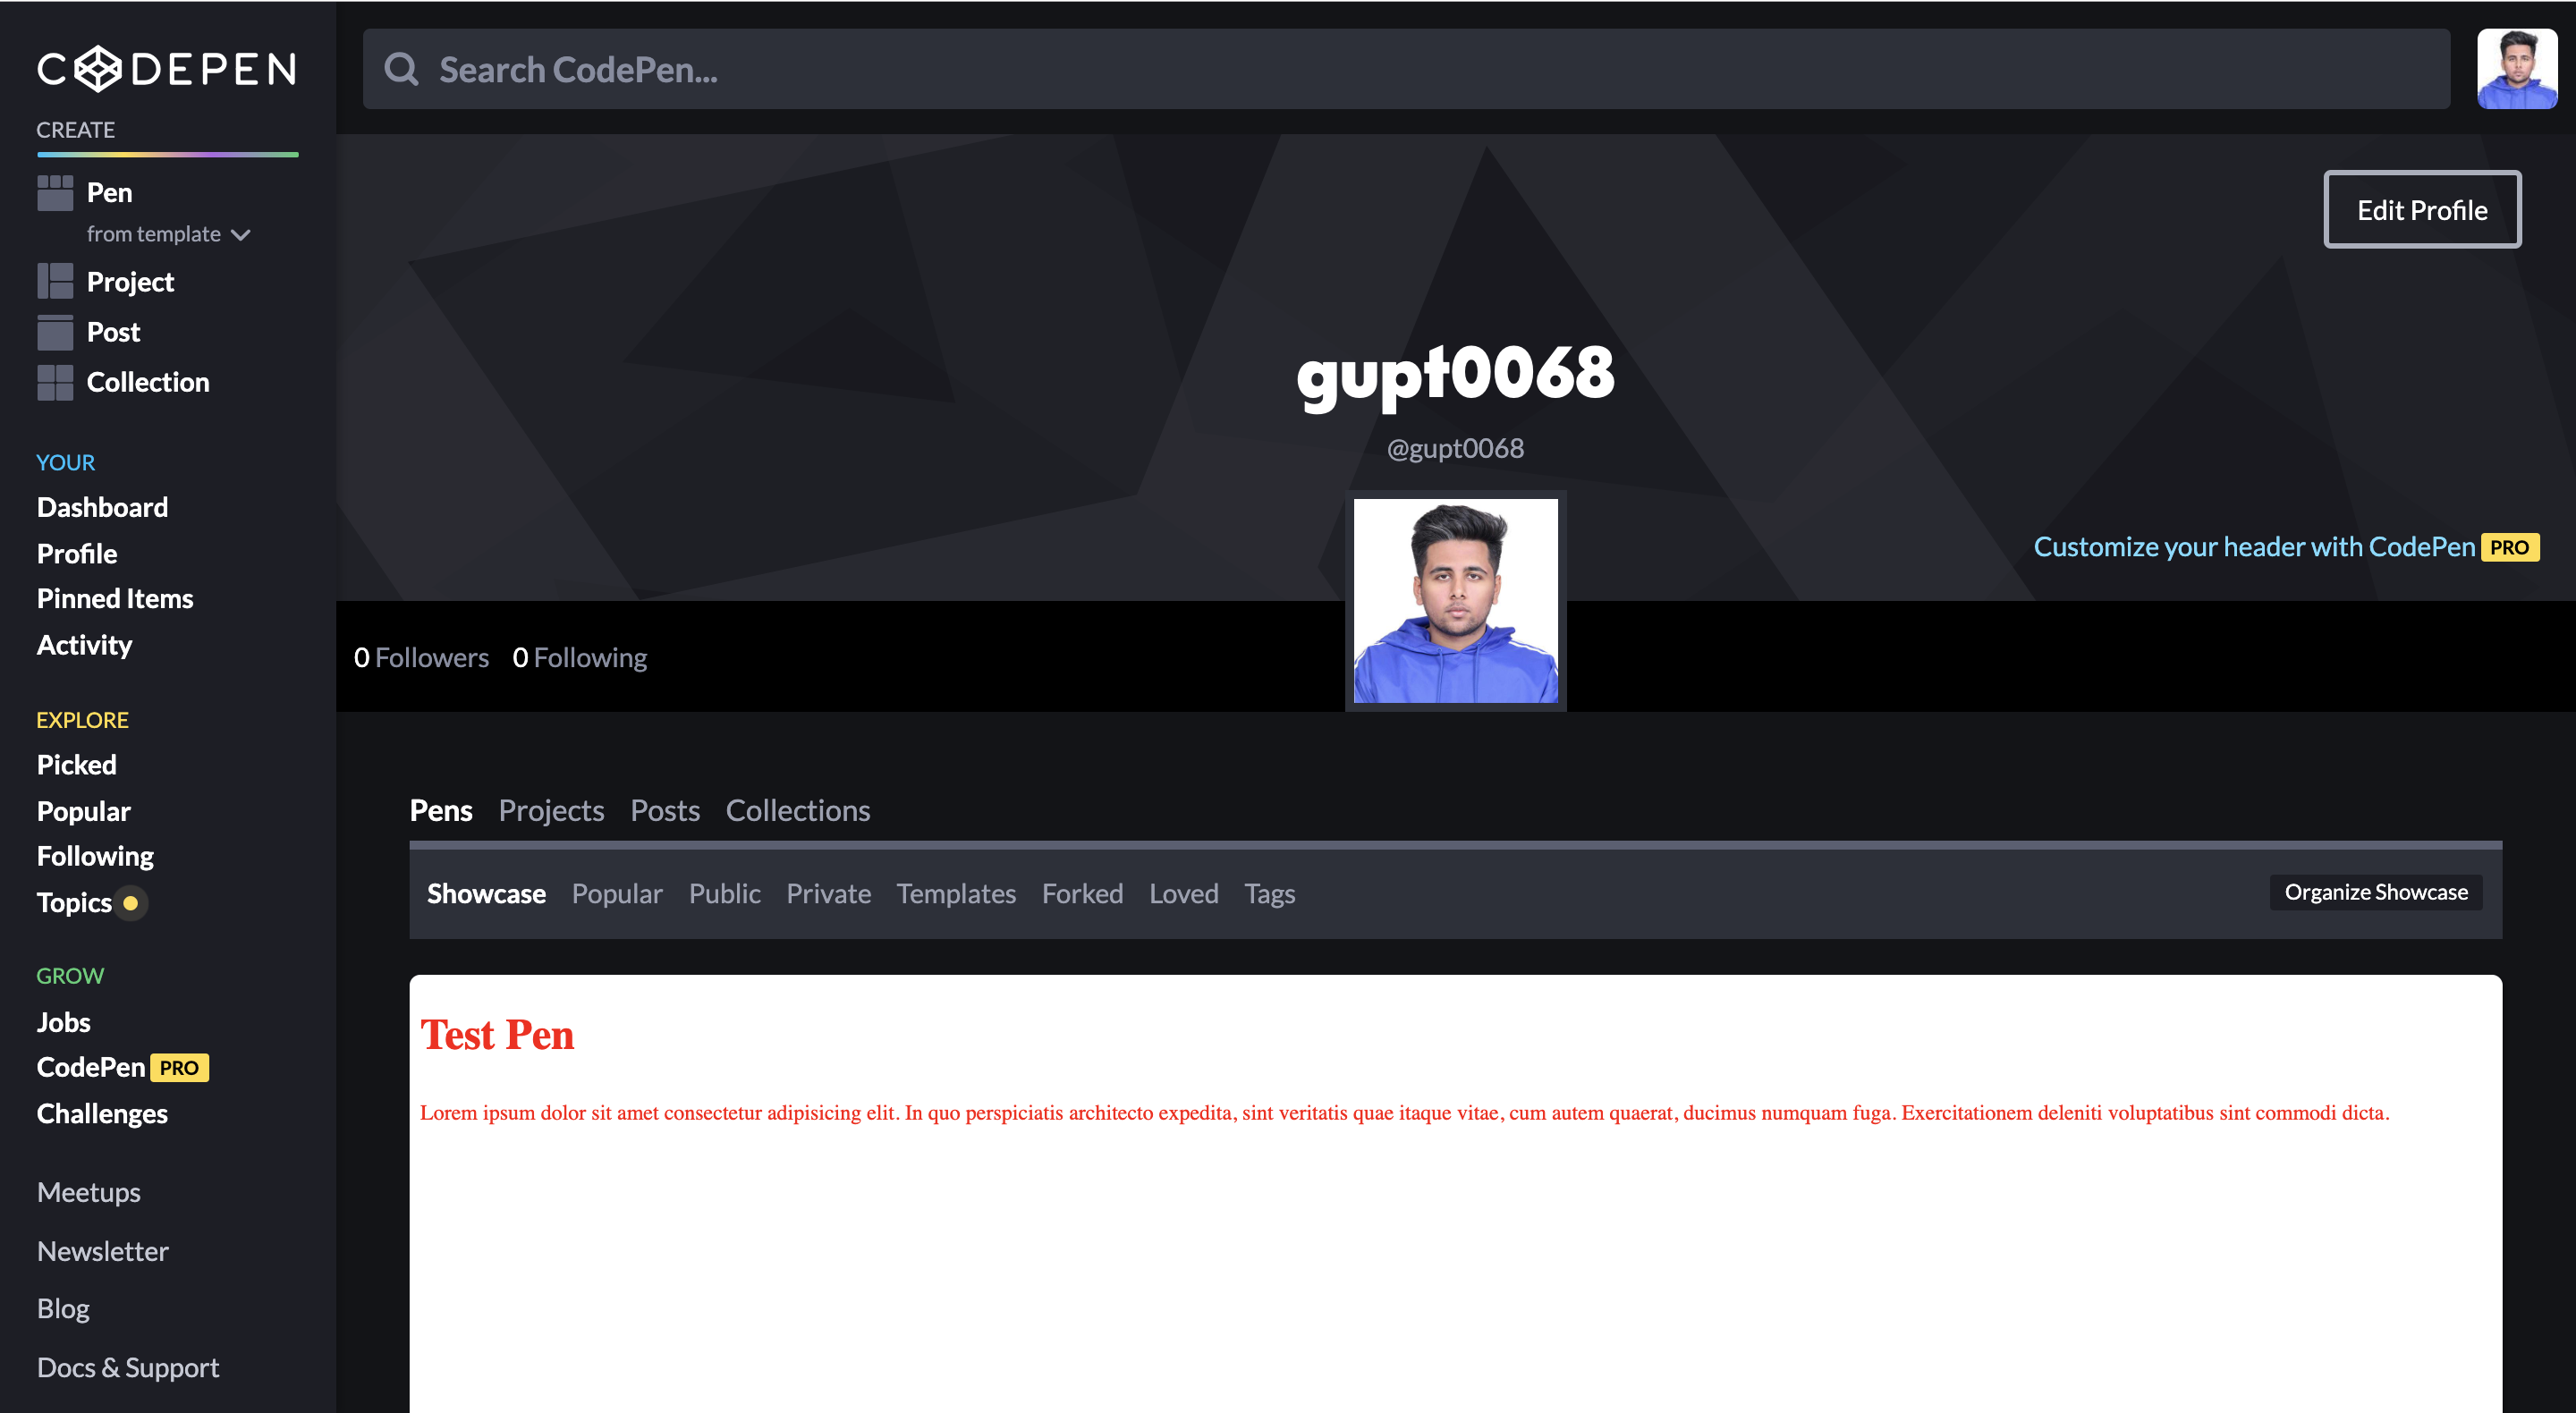 CODEPEN
CREATE
Pen
from template
Project
Post
Collection
YOUR
Dashboard
Profile
Pinned Items
Activity
EXPLORE
Picked
Popular
Following
Topics
GROW
Jobs
CodePen PRO
Challenges
Meetups
Newsletter
Blog
Docs & Support
Search CodePen...
Edit Profile
gupt0068
@gupt0068
Customize your header with CodePen PRO
0 Followers 0 Following
Pens Projects Posts Collections
Showcase Popular Public Private Templates Forked Loved Tags Organize Showcase
Test Pen
Lorem ipsum dolor sit amet consectetur adipisicing elit. In quo perspiciatis architecto expedita, sint veritatis quae itaque vitae, cum autem quaerat, ducimus numquam fuga. Exercitationem deleniti voluptatibus sint commodi dicta.